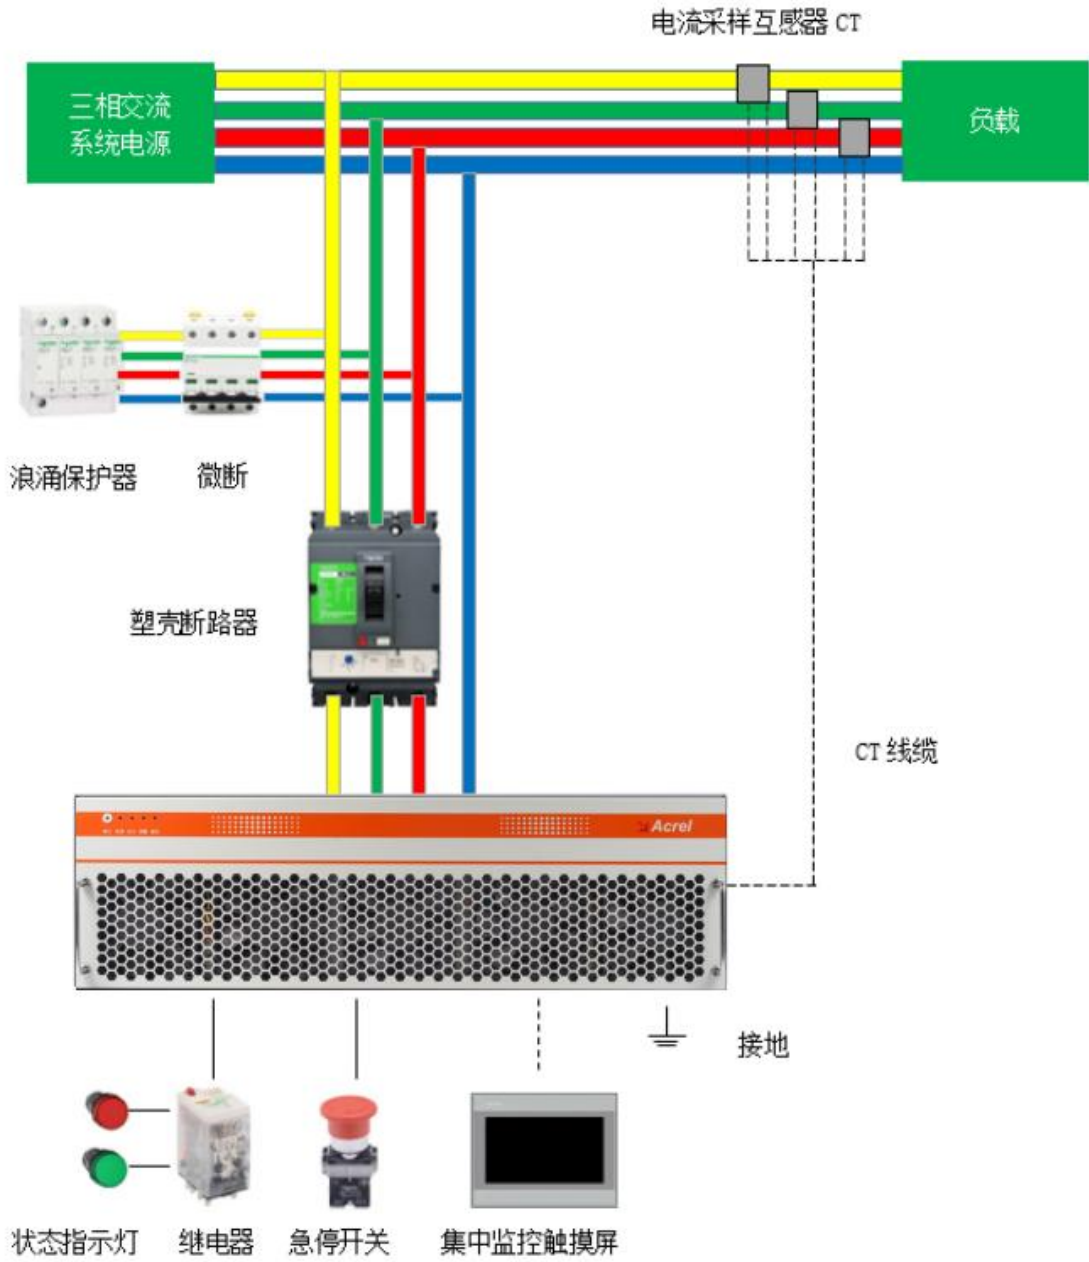 电流采样互感器 CT
三相交流
系统电源
负载
浪涌保护器
微断
塑壳断路器
CT 线缆
Acrel
接地
状态指示灯
继电器
急停开关
集中监控触摸屏